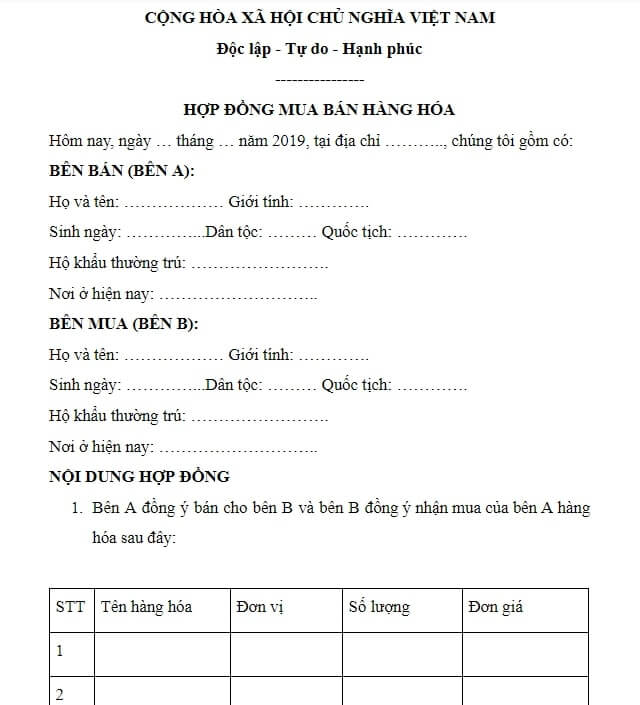 CỘNG HÒA XÃ HỘI CHỦ NGHĨA VIỆT NAM
Độc lập - Tự do - Hạnh phúc
----------------
HỢP ĐỒNG MUA BÁN HÀNG HÓA
Hôm nay, ngày … tháng … năm 2019, tại địa chỉ ……….., chúng tôi gồm có:
BÊN BÁN (BÊN A):
Họ và tên: ……………… Giới tính: ………….
Sinh ngày: …………..Dân tộc: ……… Quốc tịch: ………….
Hộ khẩu thường trú: …………………….
Nơi ở hiện nay: ………………………..
BÊN MUA (BÊN B):
Họ và tên: ……………… Giới tính: ………….
Sinh ngày: …………..Dân tộc: ……… Quốc tịch: ………….
Hộ khẩu thường trú: …………………….
Nơi ở hiện nay: ………………………..
NỘI DUNG HỢP ĐỒNG
1. Bên A đồng ý bán cho bên B và bên B đồng ý nhận mua của bên A hàng
hóa sau đây:
STT Tên hàng hóa Đơn vị Số lượng Đơn giá
1
2